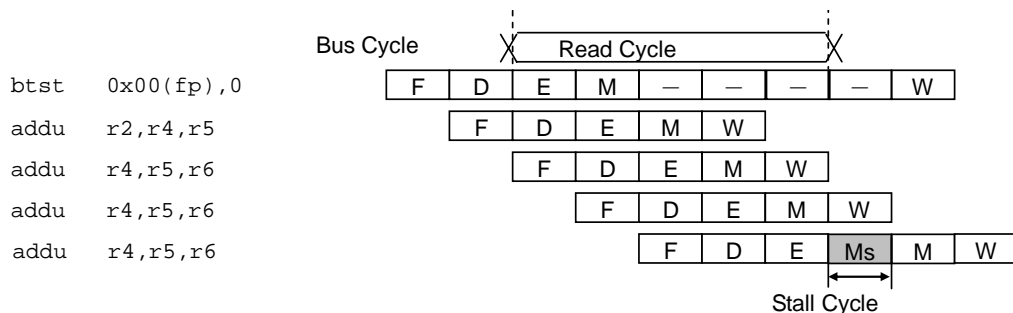 Bus Cycle Read Cycle
btst 0x00(fp),0 F D E M — — — — W
addu r2,r4,r5 F D E M W
addu r4,r5,r6 F D E M W
addu r4,r5,r6 F D E M W
addu r4,r5,r6 F D E Ms M W
Stall Cycle